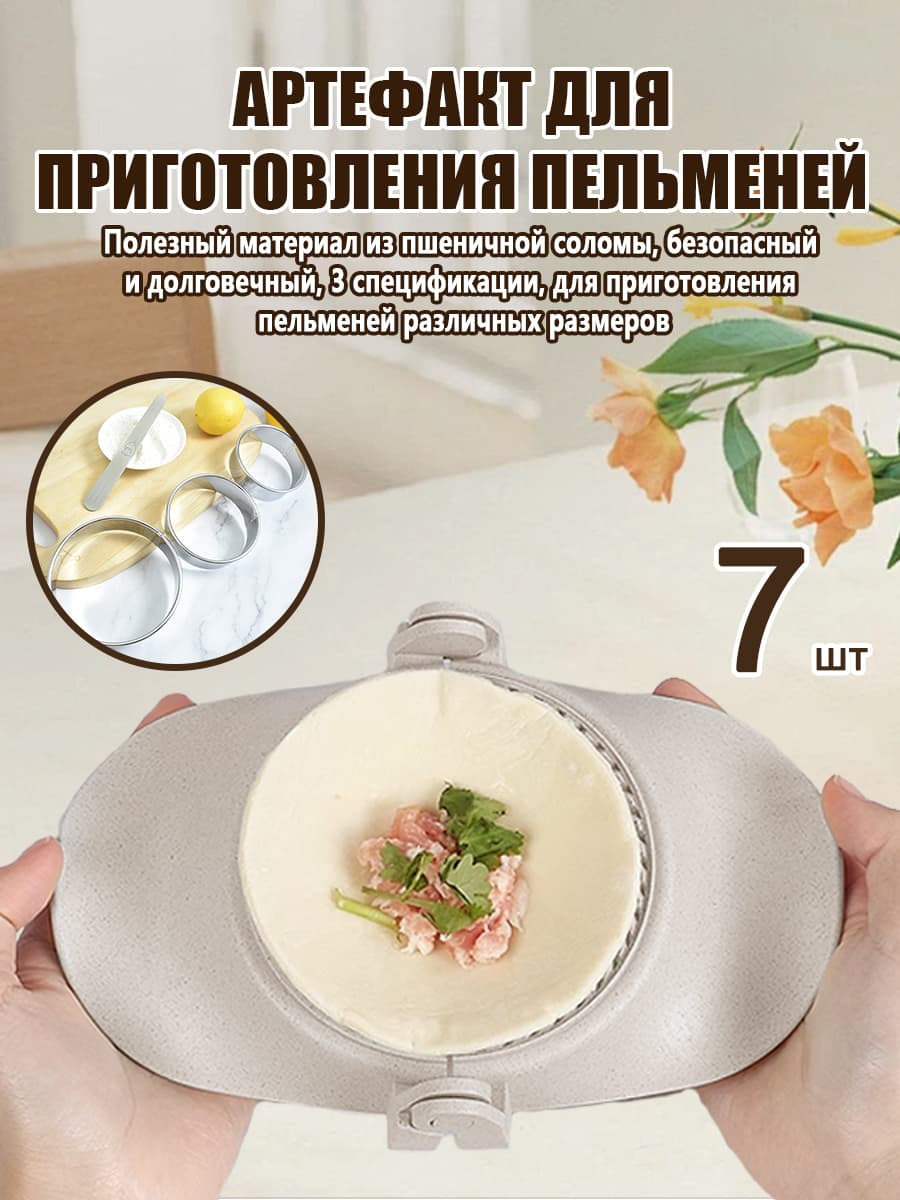 АРТЕФАКТ ДЛЯ
ПРИГОТОВЛЕНИЯ ПЕЛЬМЕНЕЙ
Полезный материал из пшеничной соломы, безопасный
и долговечный, 3 спецификации, для приготовления
пельменей различных размеров
7 шт